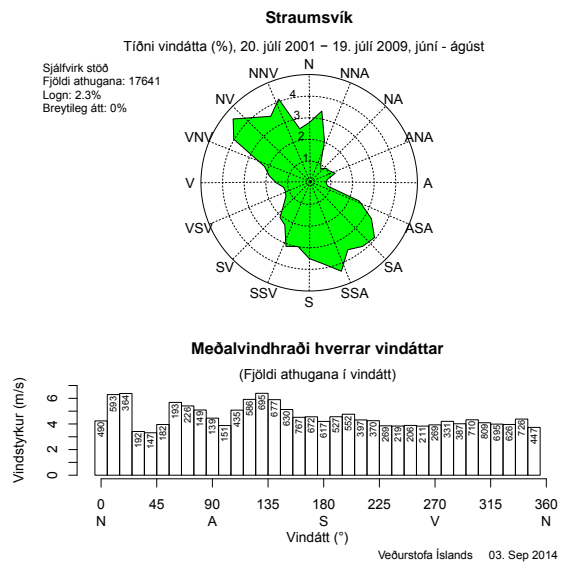 Straumsvík
Tíðni vindátta (%), 20. júlí 2001 − 19. júlí 2009, júní - ágúst
Sjálfvirk stöð
Fjöldi athugana: 17641
Logn: 2.3%
Breytileg átt: 0%
N
NNV NNA
NV NA
VNV ANA
V A
VSV ASA
SV SA
SSV SSA
S
4
3
2
1
Meðalvindhraði hverrar vindáttar
(Fjöldi athugana í vindátt)
Vindstyrkur (m/s)
6
4
2
0
490 593 364 192 147 182 193 226 149 139 151 435 586 695 677 630 767 672 617 527 552 397 370 269 219 206 211 269 331 387 710 809 695 626 726 447
0 45 90 135 180 225 270 315 360
N A S V N
Vindátt (°)
Veðurstofa Íslands 03. Sep 2014